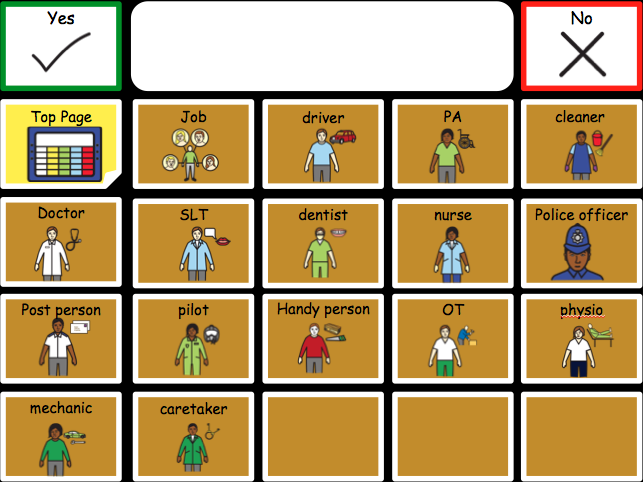 Yes
No
Top Page
Job
driver
PA
cleaner
Doctor
SLT
dentist
nurse
Police officer
Post person
pilot
Handy person
OT
physio
mechanic
caretaker